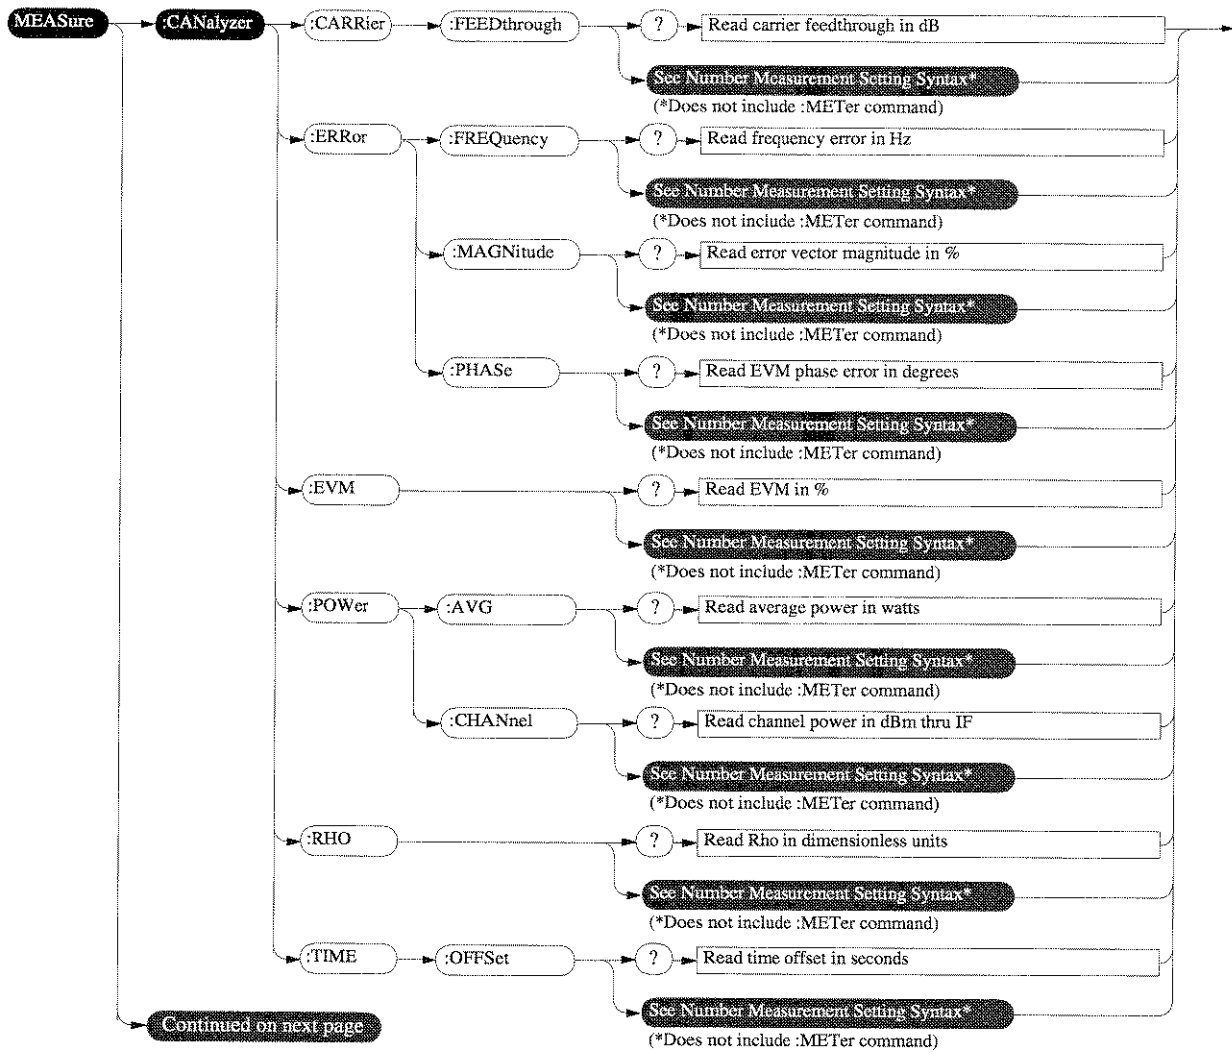 MEASure :CANalyzer :CARRier :FEEDthrough ? Read carrier feedthrough in dB
See Number Measurement Setting Syntax*
(*Does not include :METer command)
:ERRor :FREQuency ? Read frequency error in Hz
See Number Measurement Setting Syntax*
(*Does not include :METer command)
:MAGNitude ? Read error vector magnitude in %
See Number Measurement Setting Syntax*
(*Does not include :METer command)
:PHASe ? Read EVM phase error in degrees
See Number Measurement Setting Syntax*
(*Does not include :METer command)
:EVM ? Read EVM in %
See Number Measurement Setting Syntax*
(*Does not include :METer command)
:POWer :AVG ? Read average power in watts
See Number Measurement Setting Syntax*
(*Does not include :METer command)
:CHANnel ? Read channel power in dBm thru IF
See Number Measurement Setting Syntax*
(*Does not include :METer command)
:RHO ? Read Rho in dimensionless units
See Number Measurement Setting Syntax*
(*Does not include :METer command)
:TIME :OFFSet ? Read time offset in seconds
See Number Measurement Setting Syntax*
(*Does not include :METer command)
Continued on next page